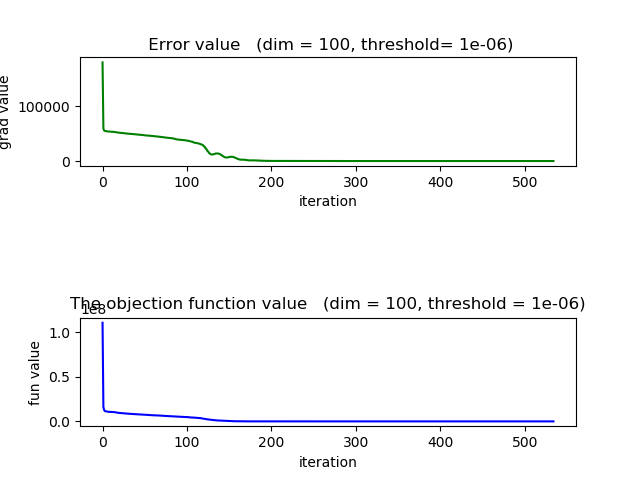 Error value (dim = 100, threshold= 1e-06)
grad value
100000
0
0 100 200 300 400 500
iteration
The objection function value (dim = 100, threshold = 1e-06)
1e8
fun value
1.0
0.5
0.0
0 100 200 300 400 500
iteration